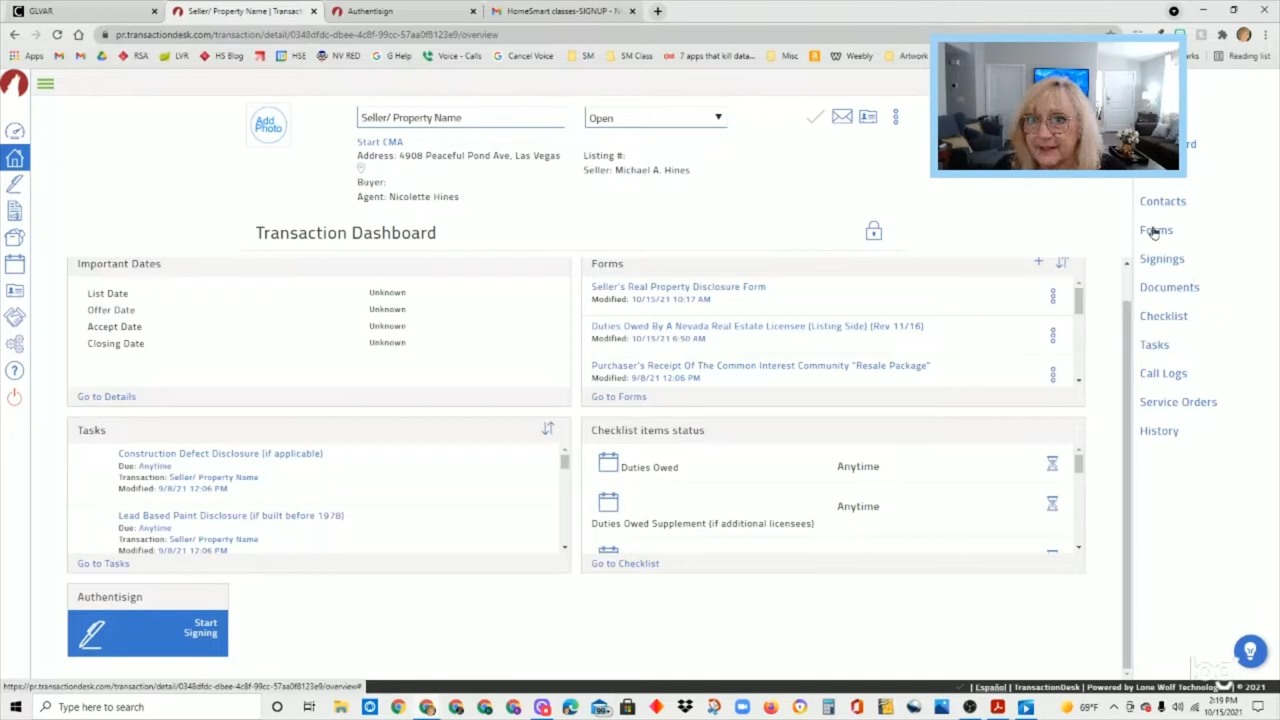 GLVAR
Seller/ Property Name | Transact
Authentisign
HomeSmart classes-SIGNUP - No
pr.transactiondesk.com/transaction/detail/0348dfdc-dbee-4c8f-99cc-57aa0f8123e9/overview
Apps
RSA
LVR
HS Blog
HSE
NV RED
G Help
Cancel Voice
Voice - Calls
SM
SM Class
7 apps that kill data...
Misc
Weebly
Artwork
Reading list
Add Photo
Seller/ Property Name
Open
Start CMA
Address: 4908 Peaceful Pond Ave, Las Vegas
Buyer:
Agent: Nicolette Hines
Listing #:
Seller: Michael A. Hines
Transaction Dashboard
Important Dates
List Date Unknown
Offer Date Unknown
Accept Date Unknown
Closing Date Unknown
Go to Details
Forms
Seller's Real Property Disclosure Form
Modified: 10/15/21 10:17 AM
Duties Owed By A Nevada Real Estate Licensee (Listing Side) (Rev 11/16)
Modified: 10/15/21 6:50 AM
Purchaser's Receipt Of The Common Interest Community "Resale Package"
Modified: 9/8/21 12:06 PM
Go to Forms
Tasks
Construction Defect Disclosure (if applicable)
Due: Anytime
Transaction: Seller/ Property Name
Modified: 9/8/21 12:06 PM
Lead Based Paint Disclosure (if built before 1978)
Due: Anytime
Transaction: Seller/ Property Name
Modified: 9/8/21 12:06 PM
Go to Tasks
Checklist items status
Duties Owed Anytime
Anytime
Duties Owed Supplement (if additional licensees)
Go to Checklist
Authentisign
Start
Signing
Contacts
Forms
Signings
Documents
Checklist
Tasks
Call Logs
Service Orders
History
https://pr.transactiondesk.com/transaction/detail/0348dfdc-dbee-4c8f-99cc-57aa0f8123e9/overview#
Español | TransactionDesk | Powered by Lone Wolf Technolog © 2021
Type here to search
99+
69°F
2:19 PM
10/15/2021